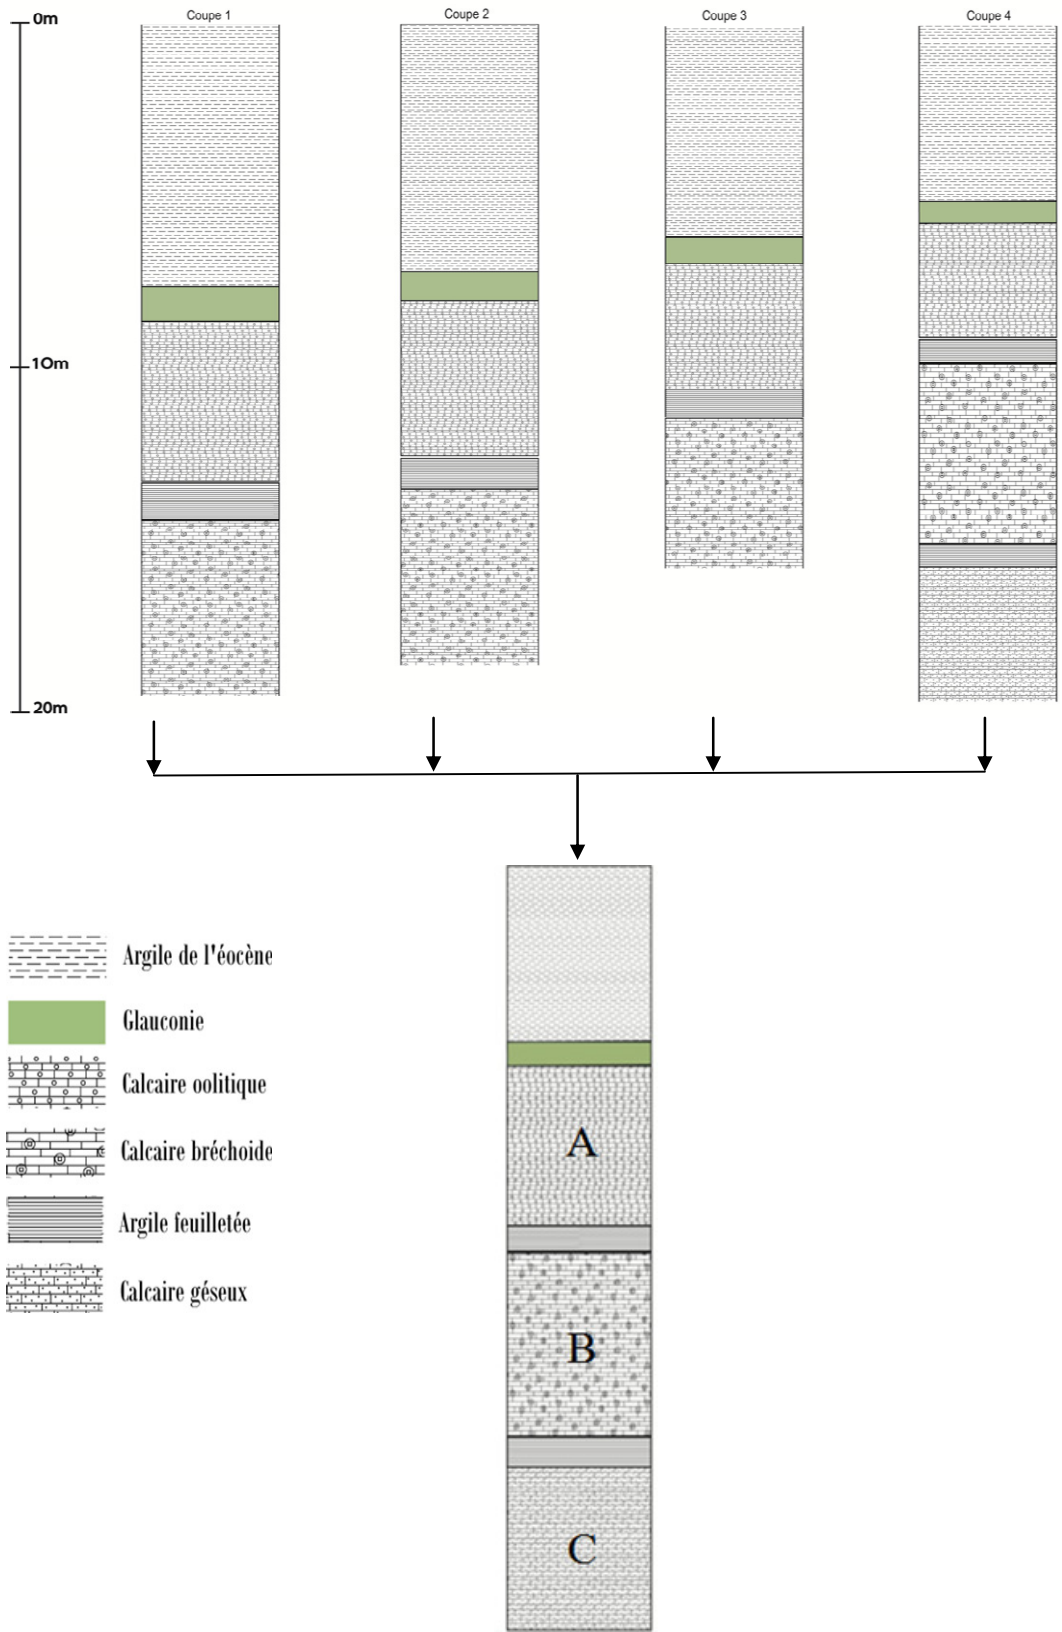 0m
Coupe 1
Coupe 2
Coupe 3
Coupe 4
10m
20m
Argile de l'éocène
Glauconie
Calcaire oolitique
Calcaire bréchoide
Argile feuilletée
Calcaire géseux
A
B
C